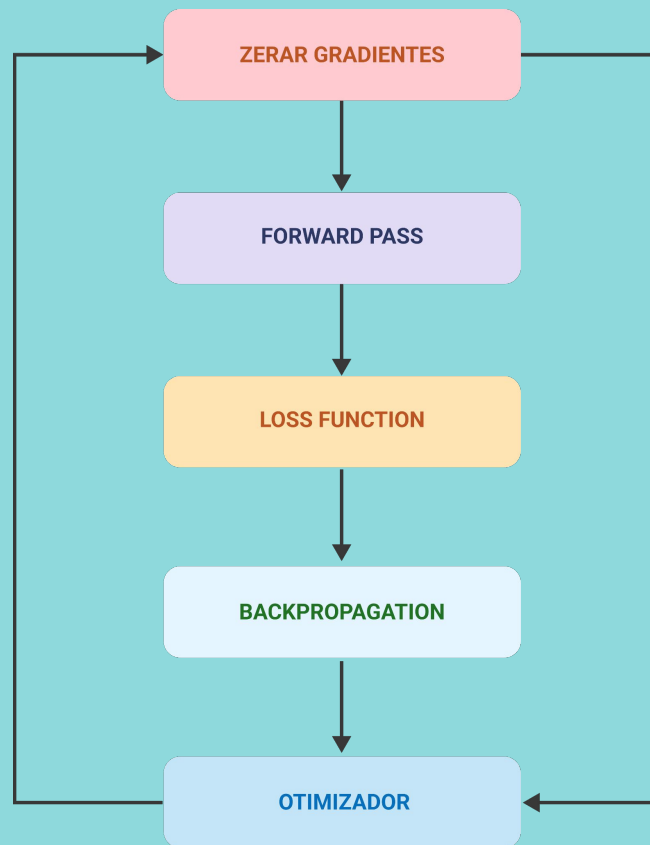 ZERAR GRADIENTES
FORWARD PASS
LOSS FUNCTION
BACKPROPAGATION
OTIMIZADOR